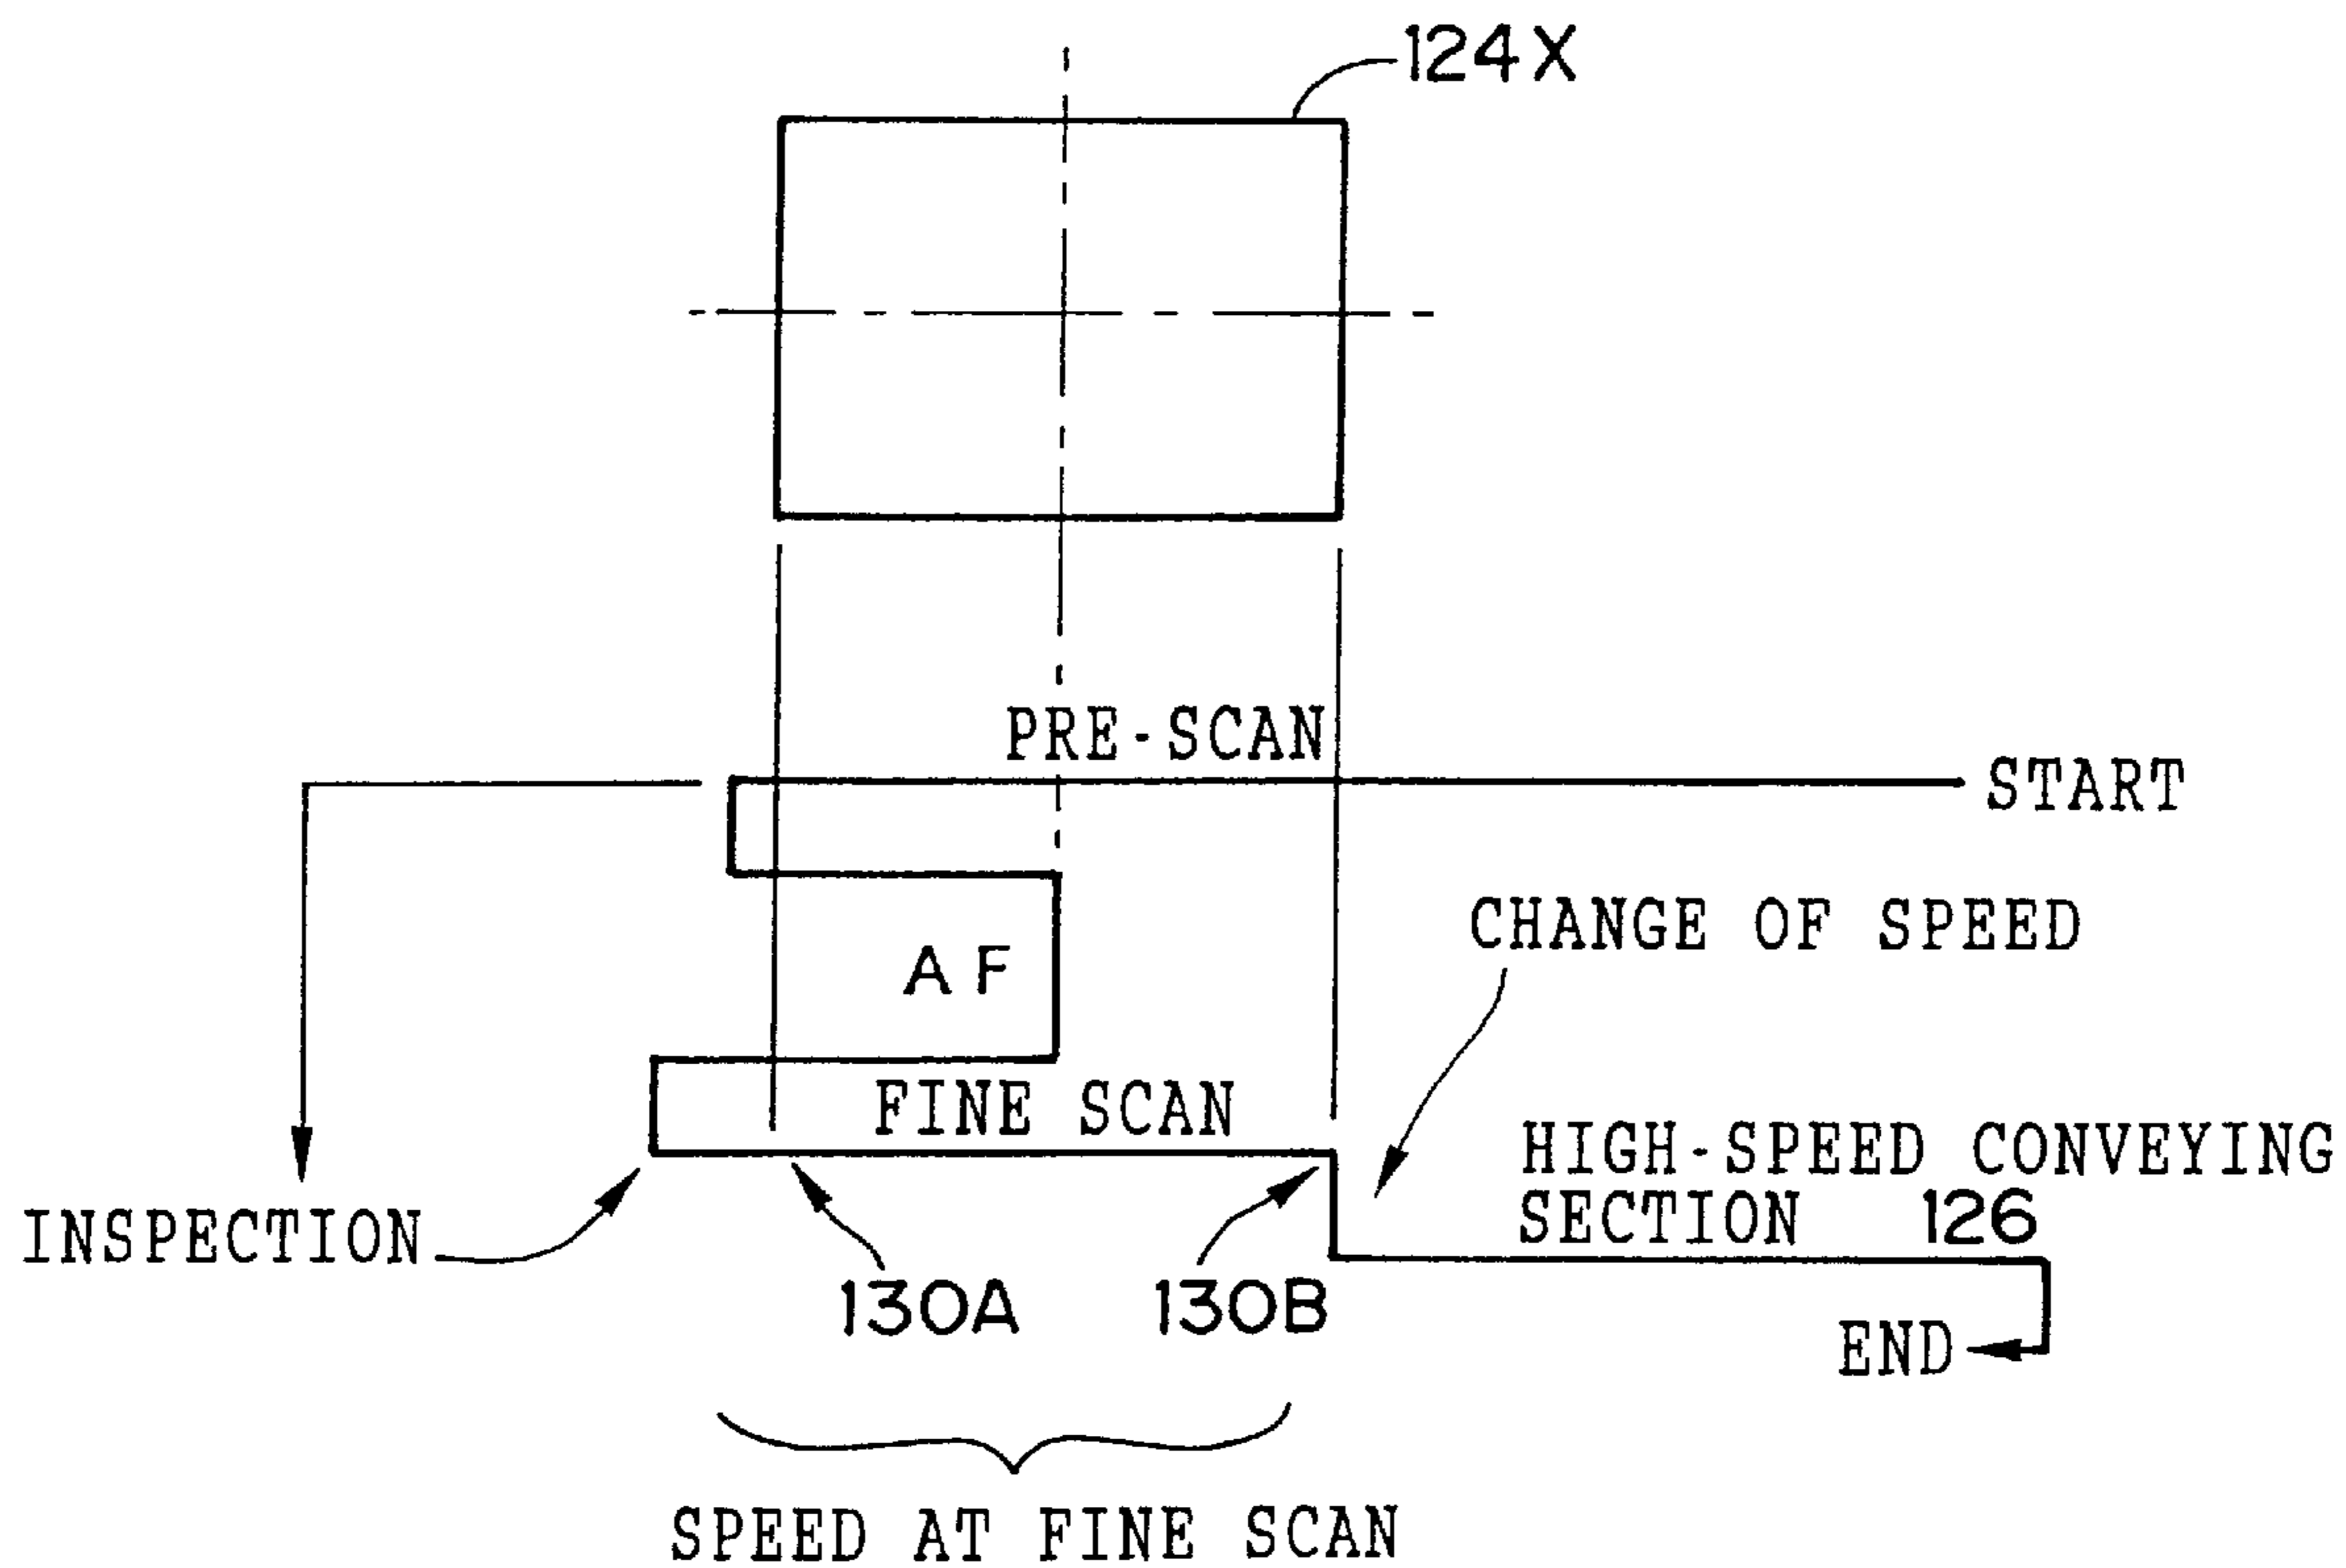 124X
PRE-SCAN
START
CHANGE OF SPEED
AF
FINE SCAN
HIGH-SPEED CONVEYING
SECTION 126
INSPECTION
130A
130B
END
SPEED AT FINE SCAN